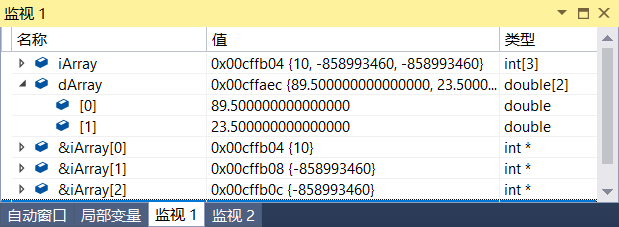 监视 1
名称 值 类型
iArray 0x00cffb04 {10, -858993460, -858993460} int[3]
dArray 0x00cffaec {89.500000000000000, 23.5000... double[2]
[0] 89.500000000000000 double
[1] 23.500000000000000 double
&iArray[0] 0x00cffb04 {10} int *
&iArray[1] 0x00cffb08 {-858993460} int *
&iArray[2] 0x00cffb0c {-858993460} int *
自动窗口 局部变量 监视 1 监视 2